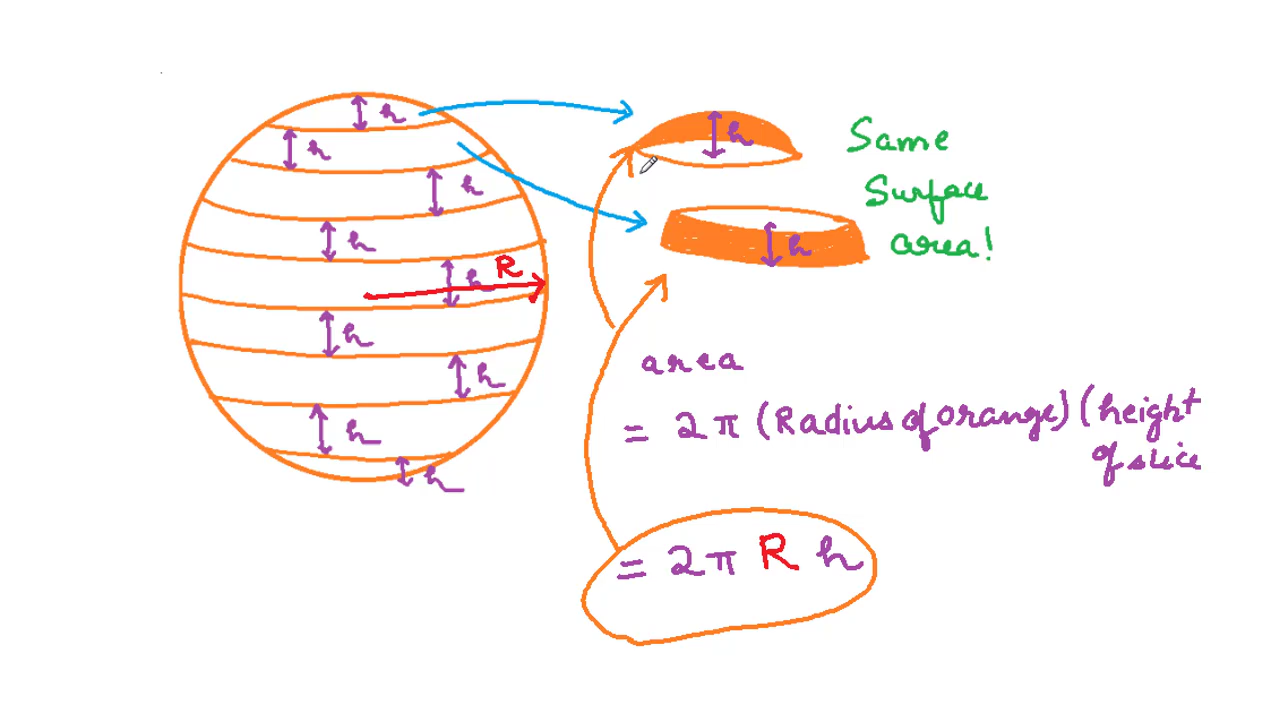 h
h
h
h
h
R
h
h
h
h
h
h
Same
Surface
area!
area
= 2π (Radius of orange) (height
of slice
= 2π R h